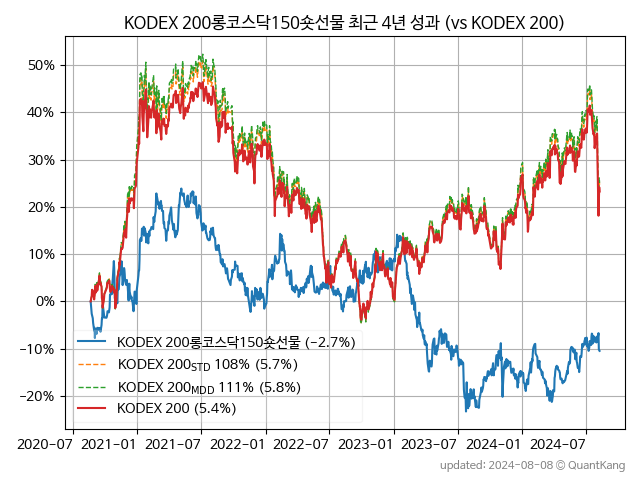 KODEX 200롱코스닥150숏선물 최근 4년 성과 (vs KODEX 200)
50%
40%
30%
20%
10%
0%
−10%
−20%
KODEX 200롱코스닥150숏선물 (−2.7%)
KODEX 200STD 108% (5.7%)
KODEX 200MDD 111% (5.8%)
KODEX 200 (5.4%)
2020-07 2021-01 2021-07 2022-01 2022-07 2023-01 2023-07 2024-01 2024-07
updated: 2024-08-08 © QuantKang